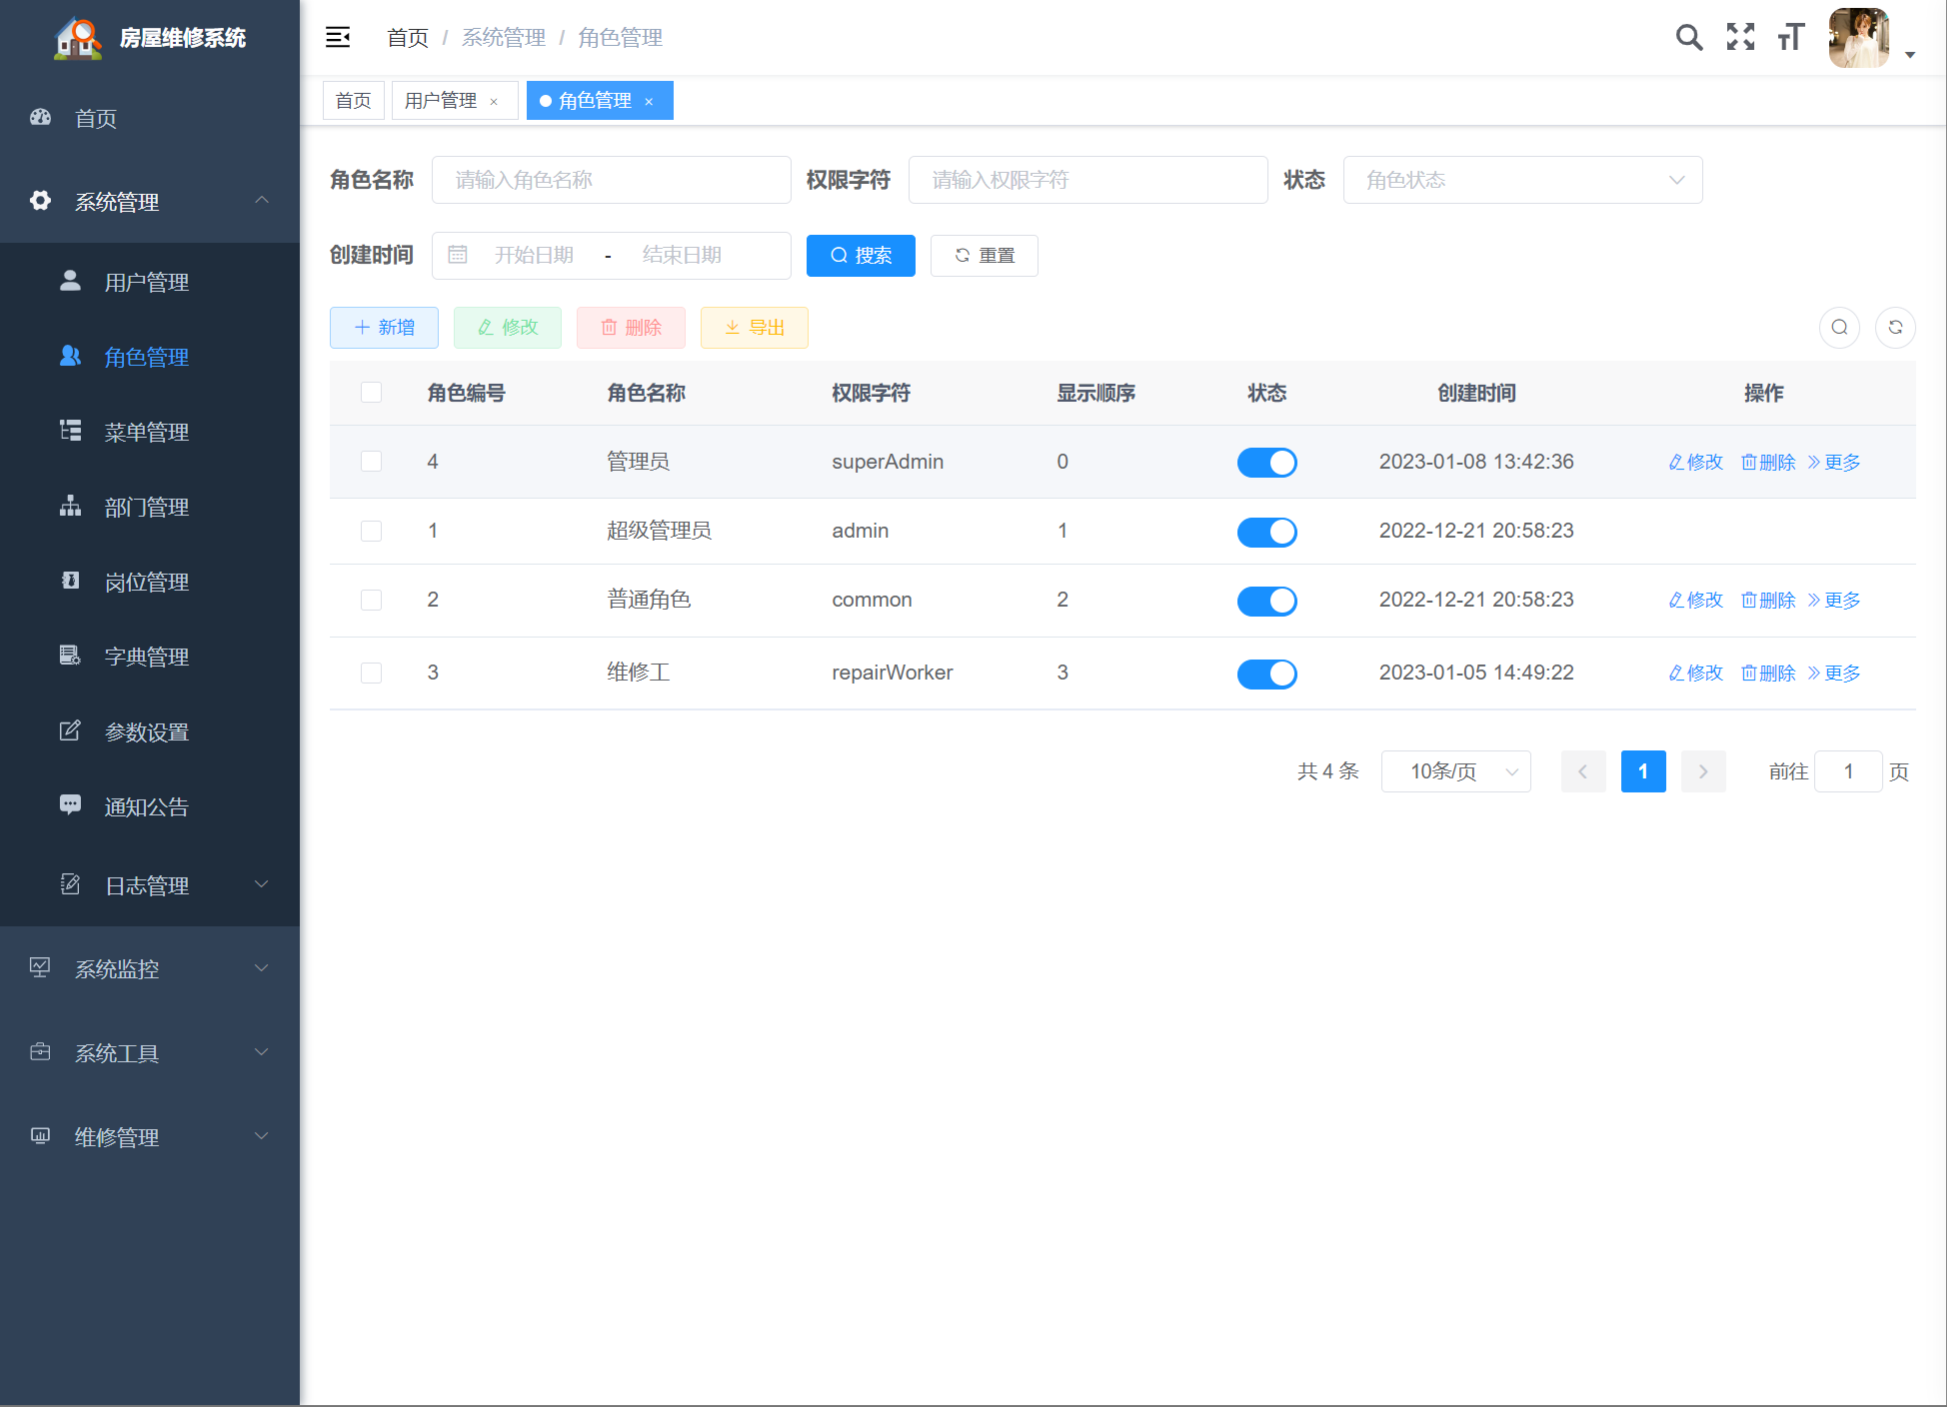 房屋维修系统
首页
系统管理
用户管理
角色管理
菜单管理
部门管理
岗位管理
字典管理
参数设置
通知公告
日志管理
系统监控
系统工具
维修管理
首页 / 系统管理 / 角色管理
首页 用户管理 × 角色管理 ×
角色名称 请输入角色名称 权限字符 请输入权限字符 状态 角色状态
创建时间 开始日期 - 结束日期 搜索 重置
新增 修改 删除 导出
角色编号 角色名称 权限字符 显示顺序 状态 创建时间 操作
4 管理员 superAdmin 0 2023-01-08 13:42:36 修改 删除 更多
1 超级管理员 admin 1 2022-12-21 20:58:23
2 普通角色 common 2 2022-12-21 20:58:23 修改 删除 更多
3 维修工 repairWorker 3 2023-01-05 14:49:22 修改 删除 更多
共 4 条 10条/页 1 前往 1 页